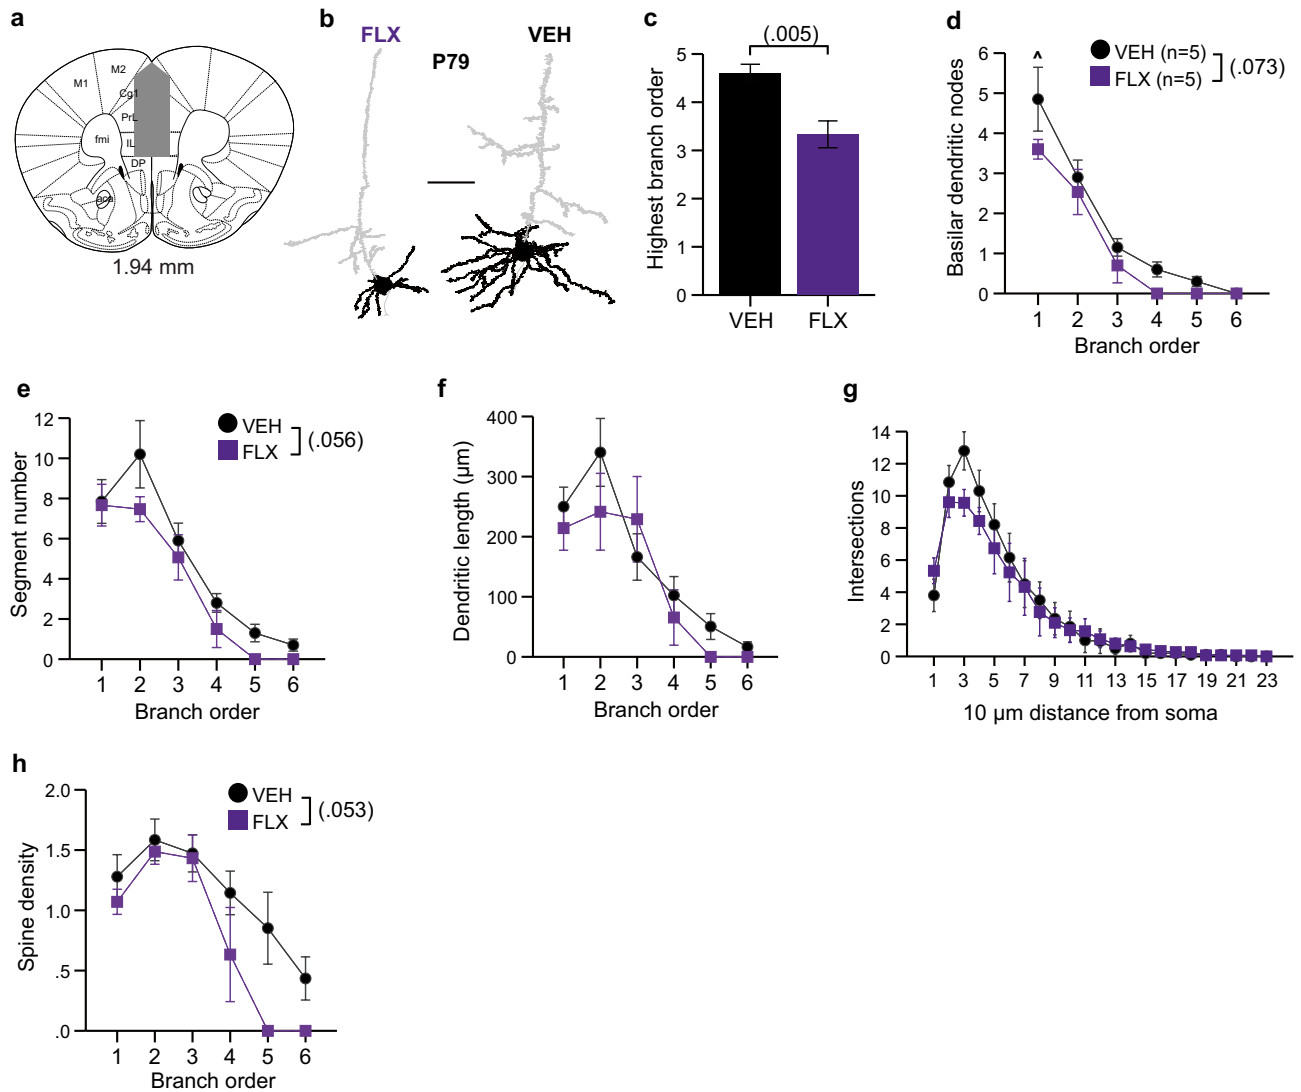 a
M1
M2
Cg1
PrL
fmi
IL
DP
aca
1.94 mm
b
FLX
P79
VEH
c
(.005)
Highest branch order
5
4
3
2
1
0
VEH
FLX
d
^
VEH (n=5)
FLX (n=5)
(.073)
Basilar dendritic nodes
6
5
4
3
2
1
0
1 2 3 4 5 6
Branch order
e
VEH
FLX
(.056)
Segment number
12
10
8
6
4
2
0
1 2 3 4 5 6
Branch order
f
Dendritic length (µm)
400
300
200
100
0
1 2 3 4 5 6
Branch order
g
Intersections
14
12
10
8
6
4
2
0
1 3 5 7 9 11 13 15 17 19 21 23
10 µm distance from soma
h
VEH
FLX
(.053)
Spine density
2.0
1.5
1.0
.5
.0
1 2 3 4 5 6
Branch order